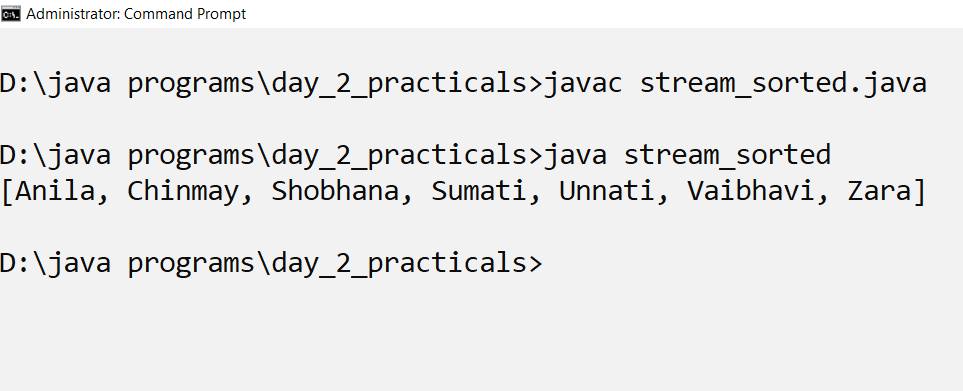 Administrator: Command Prompt
D:\java programs\day_2_practicals>javac stream_sorted.java
D:\java programs\day_2_practicals>java stream_sorted
[Anila, Chinmay, Shobhana, Sumati, Unnati, Vaibhavi, Zara]
D:\java programs\day_2_practicals>